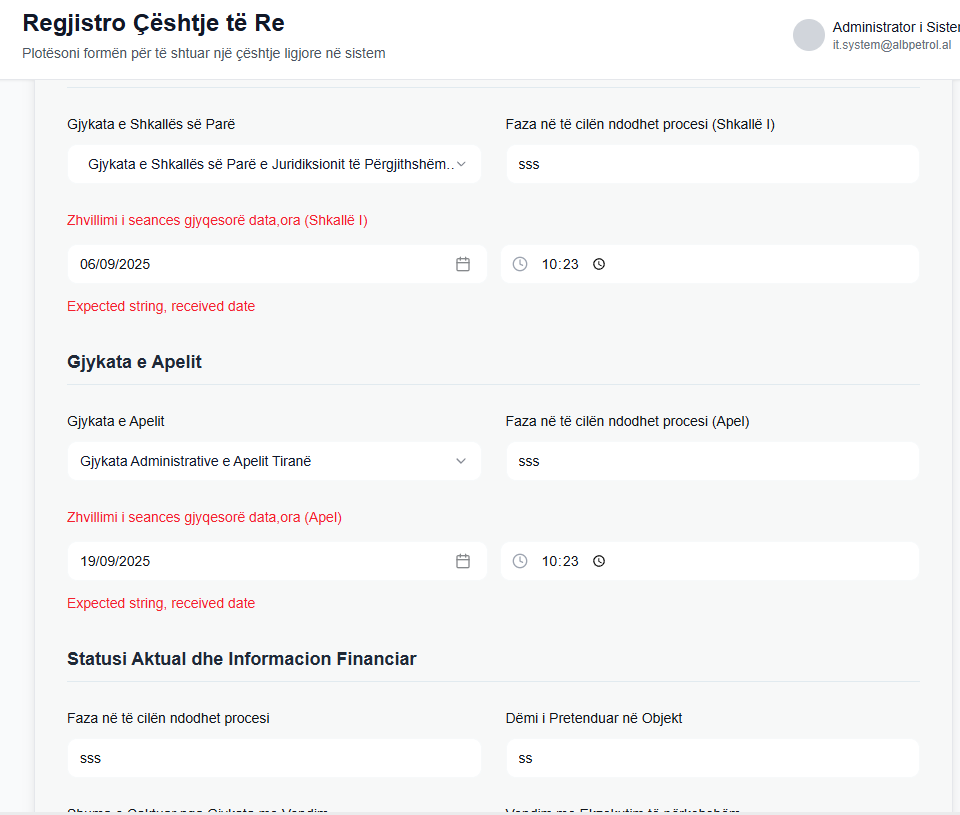 Regjistro Çështje të Re
Plotësoni formën për të shtuar një çështje ligjore në sistem
Administrator i Sister
it.system@albpetrol.al
Gjykata e Shkallës së Parë
Faza në të cilën ndodhet procesi (Shkallë I)
Gjykata e Shkallës së Parë e Juridiksionit të Përgjithshëm..
sss
Zhvillimi i seances gjyqesorë data,ora (Shkallë I)
06/09/2025
10:23
Expected string, received date
Gjykata e Apelit
Gjykata e Apelit
Faza në të cilën ndodhet procesi (Apel)
Gjykata Administrative e Apelit Tiranë
sss
Zhvillimi i seances gjyqesorë data,ora (Apel)
19/09/2025
10:23
Expected string, received date
Statusi Aktual dhe Informacion Financiar
Faza në të cilën ndodhet procesi
Dëmi i Pretenduar në Objekt
sss
ss